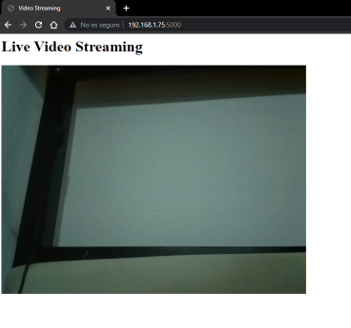 Video Streaming
No es seguro | 192.168.1.75:5000
Live Video Streaming